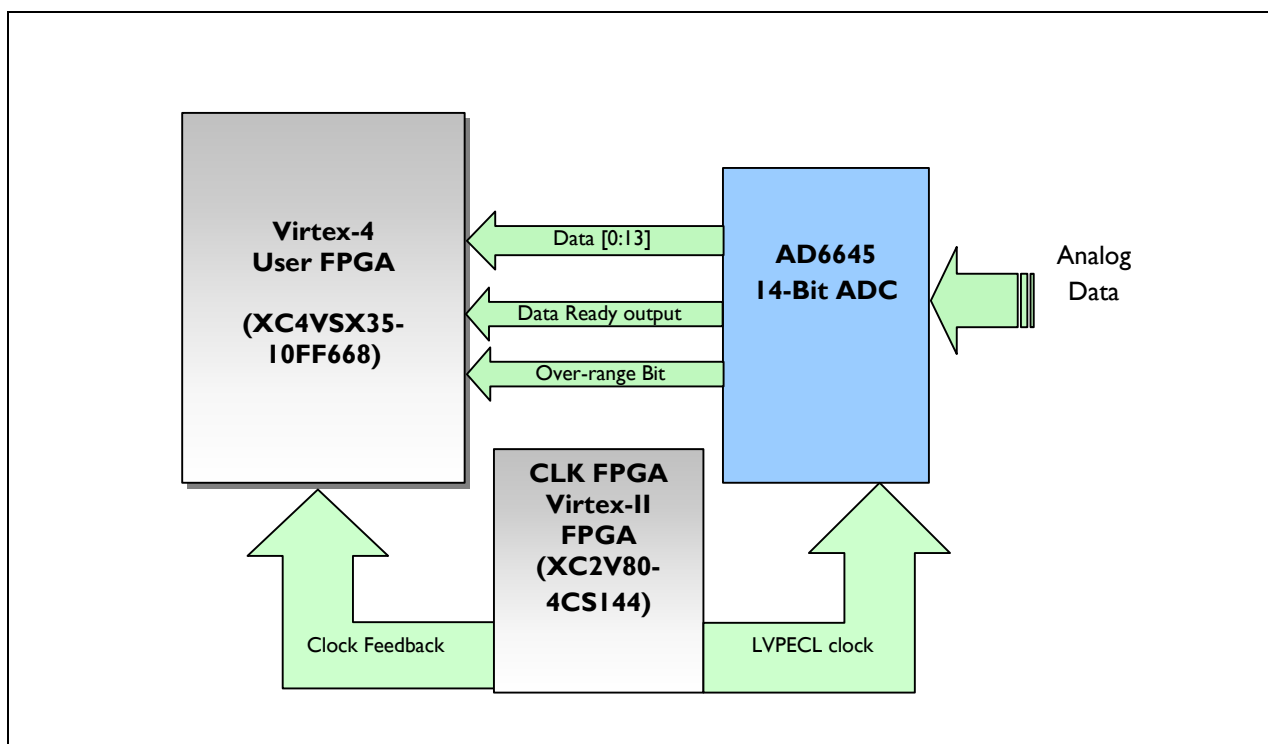 Virtex-4
User FPGA
(XC4VSX35-
10FF668)
Data [0:13]
Data Ready output
Over-range Bit
AD6645
14-Bit ADC
Analog
Data
CLK FPGA
Virtex-II
FPGA
(XC2V80-
4CS144)
Clock Feedback
LVPECL clock